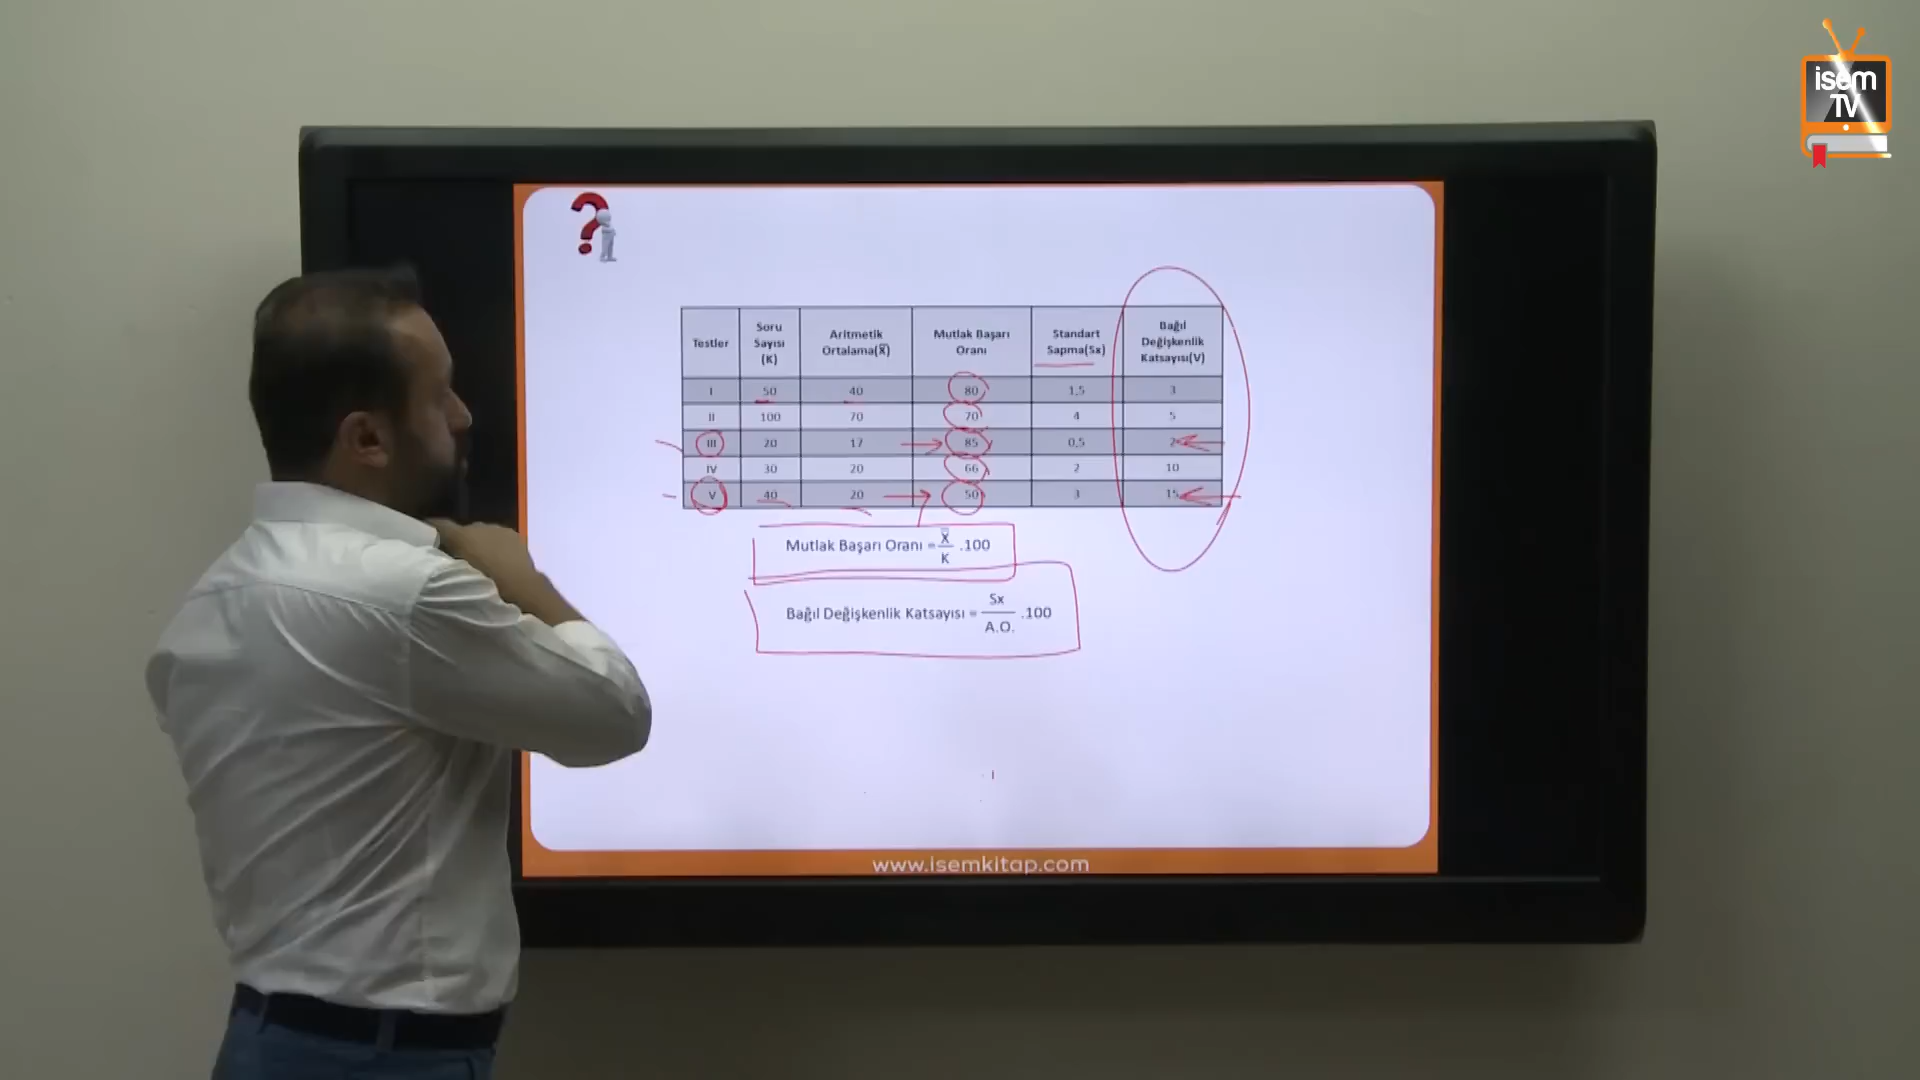 isem
TV
Testler
Soru
Sayısı
(K)
Aritmetik
Ortalama(X̄)
Mutlak Başarı
Oranı
Standart
Sapma(Sx)
Bağıl
Değişkenlik
Katsayısı(V)
I 50 40 80 1,5 3
II 100 70 70 4 5
III 20 17 85 0,5 2
IV 30 20 66 2 10
V 40 20 50 3 15
Mutlak Başarı Oranı = X̄/K .100
Bağıl Değişkenlik Katsayısı = Sx/A.O. .100
www.isemkitap.com